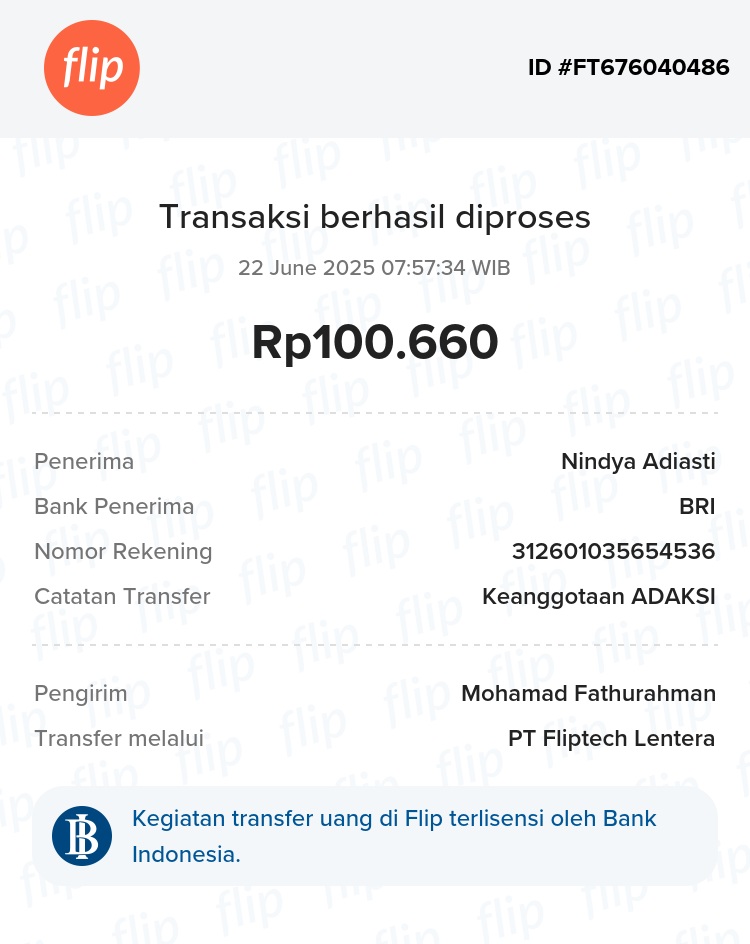 flip
ID #FT676040486
Transaksi berhasil diproses
22 June 2025 07:57:34 WIB
Rp100.660
Penerima Nindya Adiasti
Bank Penerima BRI
Nomor Rekening 312601035654536
Catatan Transfer Keanggotaan ADAKSI
Pengirim Mohamad Fathurahman
Transfer melalui PT Fliptech Lentera
Kegiatan transfer uang di Flip terlisensi oleh Bank
Indonesia.